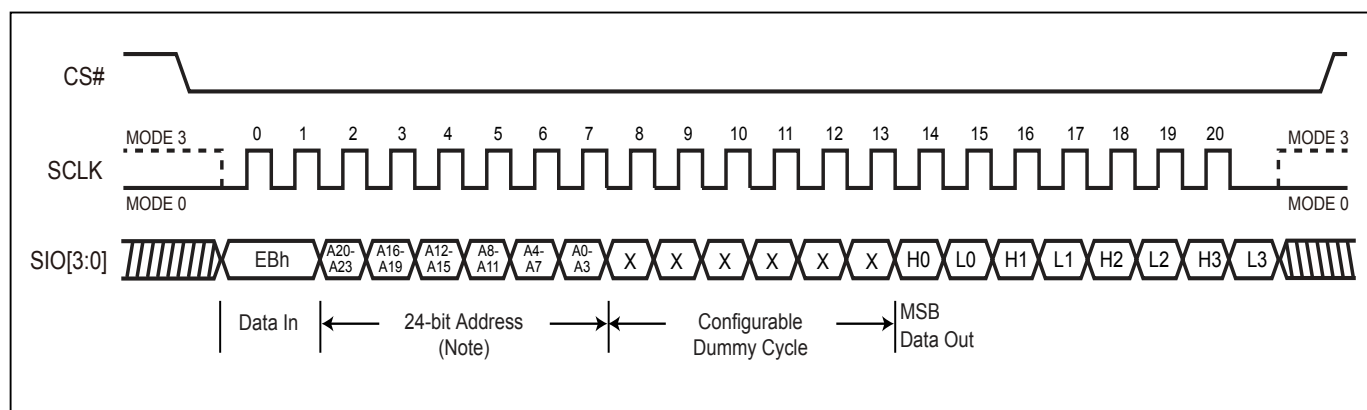 CS#
MODE 3 0 1 2 3 4 5 6 7 8 9 10 11 12 13 14 15 16 17 18 19 20 MODE 3
SCLK
MODE 0 MODE 0
SIO[3:0] EBh A20-A23 A16-A19 A12-A15 A8-A11 A4-A7 A0-A3 X X X X X X H0 L0 H1 L1 H2 L2 H3 L3
Data In 24-bit Address Configurable MSB
(Note) Dummy Cycle Data Out